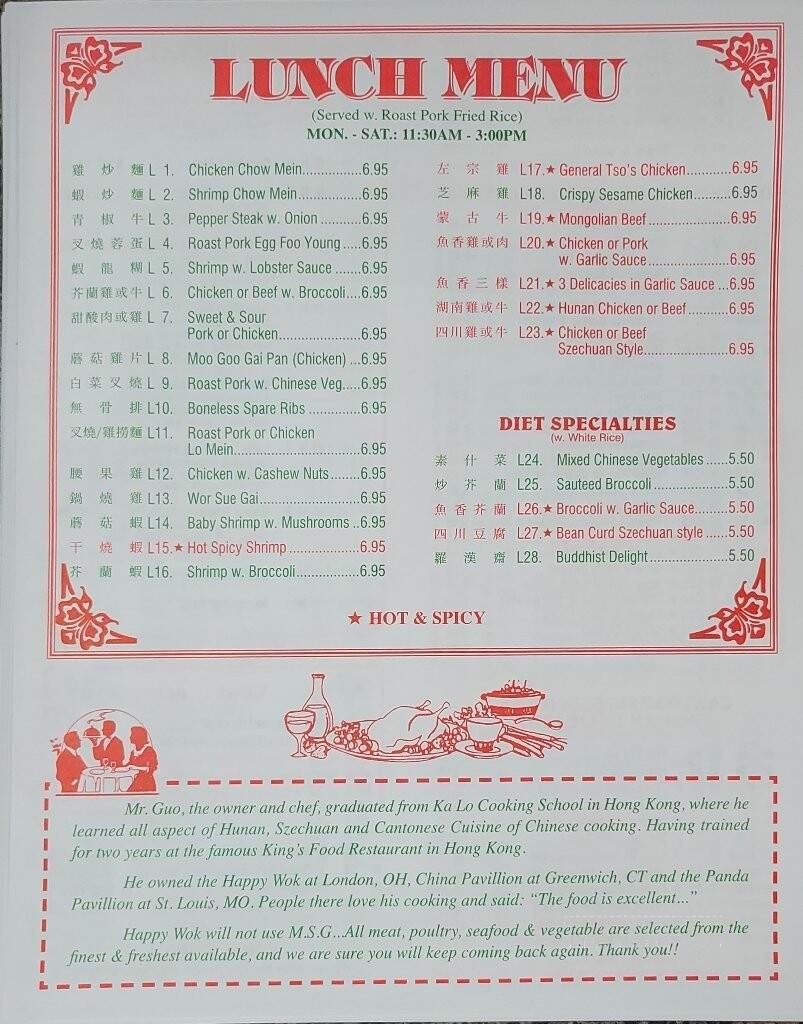 LUNCH MENU
(Served w. Roast Pork Fried Rice)
MON. - SAT.: 11:30AM - 3:00PM
雞炒麵 L 1. Chicken Chow Mein...............6.95
蝦炒麵 L 2. Shrimp Chow Mein................6.95
青椒牛 L 3. Pepper Steak w. Onion ..........6.95
叉燒蓉蛋 L 4. Roast Pork Egg Foo Young .....6.95
蝦龍糊 L 5. Shrimp w. Lobster Sauce .......6.95
芥蘭雞或牛 L 6. Chicken or Beef w. Broccoli....6.95
甜酸肉或雞 L 7. Sweet & Sour
Pork or Chicken.....................6.95
蘑菇雞片 L 8. Moo Goo Gai Pan (Chicken) ...6.95
白菜叉燒 L 9. Roast Pork w. Chinese Veg.....6.95
無骨排 L10. Boneless Spare Ribs .............6.95
叉燒/雞撈麵 L11. Roast Pork or Chicken
Lo Mein................................6.95
腰果雞 L12. Chicken w. Cashew Nuts........6.95
鍋燒雞 L13. Wor Sue Gai..........................6.95
蘑菇蝦 L14. Baby Shrimp w. Mushrooms ..6.95
干燒蝦 L15.★ Hot Spicy Shrimp ..................6.95
芥蘭蝦 L16. Shrimp w. Broccoli................6.95
左宗雞 L17.★ General Tso's Chicken...........6.95
芝麻雞 L18. Crispy Sesame Chicken.........6.95
蒙古牛 L19.★ Mongolian Beef .....................6.95
魚香雞或肉 L20.★ Chicken or Pork
w. Garlic Sauce.....................6.95
魚香三樣 L21.★ 3 Delicacies in Garlic Sauce ...6.95
湖南雞或牛 L22.★ Hunan Chicken or Beef ..........6.95
四川雞或牛 L23.★ Chicken or Beef
Szechuan Style.....................6.95
DIET SPECIALTIES
(w. White Rice)
素什菜 L24. Mixed Chinese Vegetables ......5.50
炒芥蘭 L25. Sauteed Broccoli ...................5.50
魚香芥蘭 L26.★ Broccoli w. Garlic Sauce.........5.50
四川豆腐 L27.★ Bean Curd Szechuan style ......5.50
羅漢齋 L28. Buddhist Delight....................5.50
★ HOT & SPICY
Mr. Guo, the owner and chef, graduated from Ka Lo Cooking School in Hong Kong, where he
learned all aspect of Hunan, Szechuan and Cantonese Cuisine of Chinese cooking. Having trained
for two years at the famous King's Food Restaurant in Hong Kong.
He owned the Happy Wok at London, OH, China Pavillion at Greenwich, CT and the Panda
Pavillion at St. Louis, MO. People there love his cooking and said: "The food is excellent..."
Happy Wok will not use M.S.G...All meat, poultry, seafood & vegetable are selected from the
finest & freshest available, and we are sure you will keep coming back again. Thank you!!